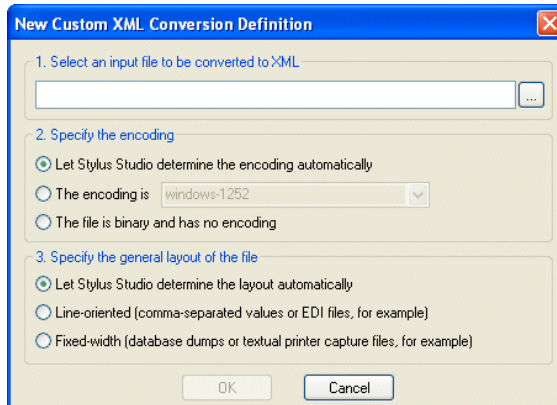 New Custom XML Conversion Definition
1. Select an input file to be converted to XML
...
2. Specify the encoding
Let Stylus Studio determine the encoding automatically
The encoding is windows-1252
The file is binary and has no encoding
3. Specify the general layout of the file
Let Stylus Studio determine the layout automatically
Line-oriented (comma-separated values or EDI files, for example)
Fixed-width (database dumps or textual printer capture files, for example)
OK Cancel